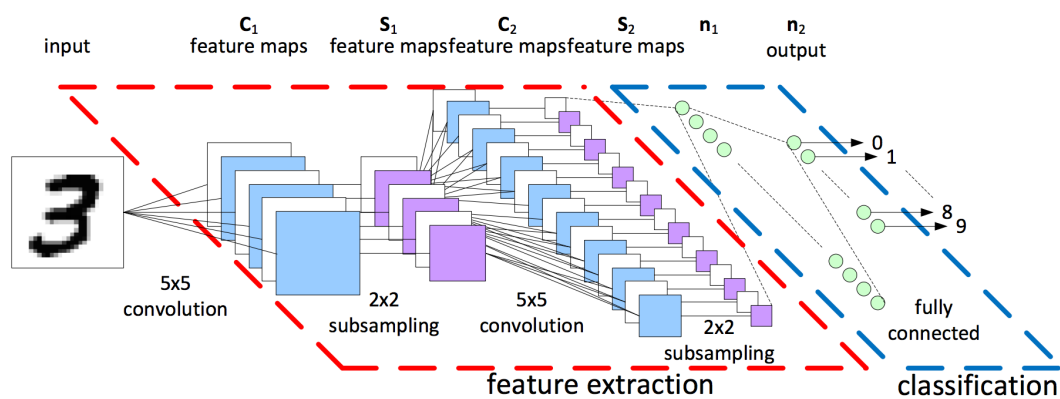 C1
S1
C2
S2
n1
n2
input
feature maps
feature maps
feature maps
feature maps
output
3
0
1
8
9
5x5
convolution
2x2
subsampling
5x5
convolution
2x2
subsampling
fully
connected
feature extraction
classification